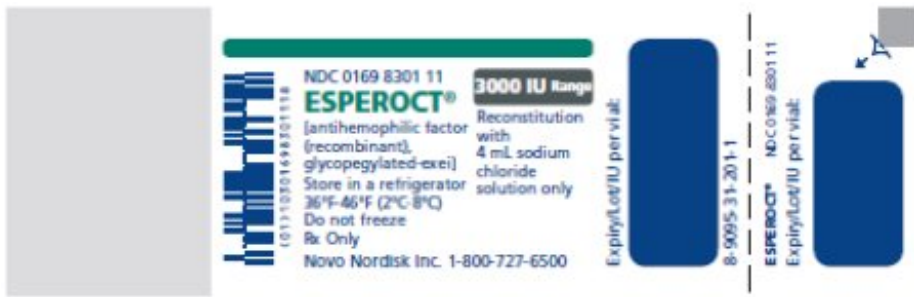 (01)10301698301118
NDC 0169 8301 11
ESPEROCT®
[antihemophilic factor
(recombinant),
glycopegylated-exei]
Store in a refrigerator
36°F-46°F (2°C-8°C)
Do not freeze
Rx Only
Novo Nordisk Inc. 1-800-727-6500
3000 IU Range
Reconstitution
with
4 mL sodium
chloride
solution only
Expiry/Lot/IU per vial:
8-9095-31-201-1
ESPEROCT® NDC 0169 8301 11
Expiry/Lot/IU per vial: